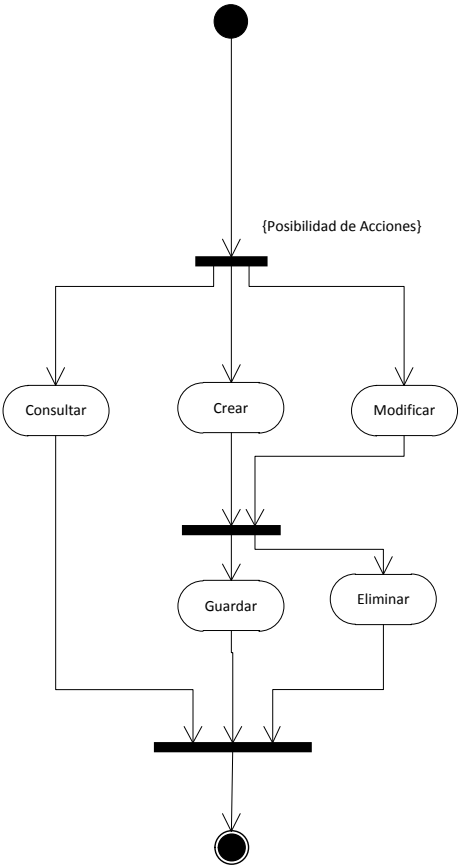 {Posibilidad de Acciones}
Consultar
Crear
Modificar
Guardar
Eliminar